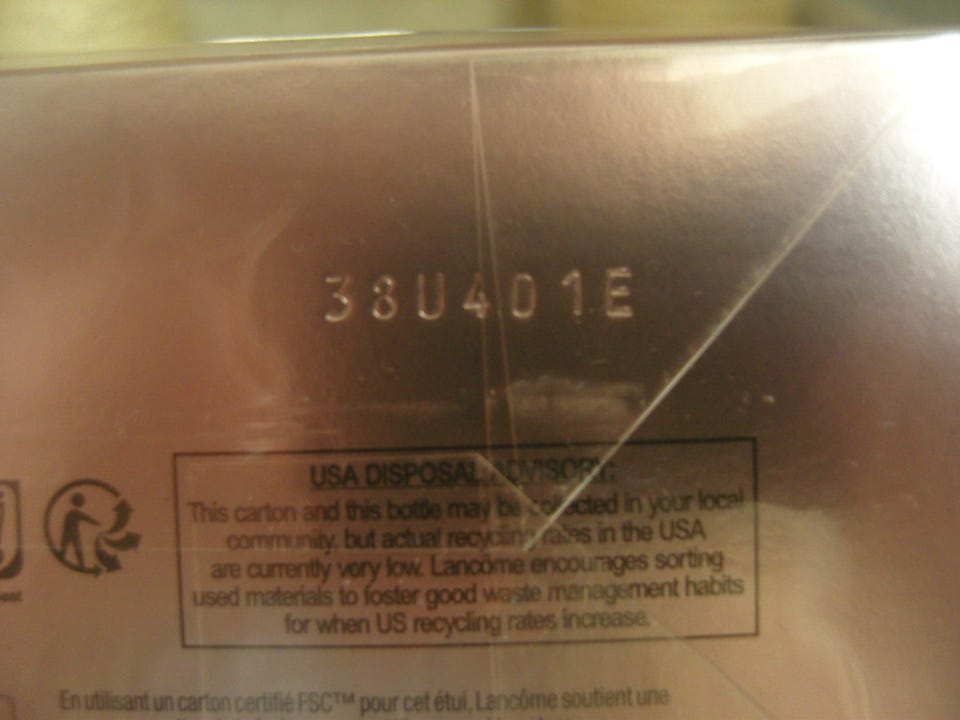 38U401E
USA DISPOSAL ADVISORY:
This carton and this bottle may be collected in your local
community, but actual recycling rates in the USA
are currently very low. Lancôme encourages sorting
used materials to foster good waste management habits
for when US recycling rates increase.
En utilisant un carton certifié FSC™ pour cet étui, Lancôme soutient une